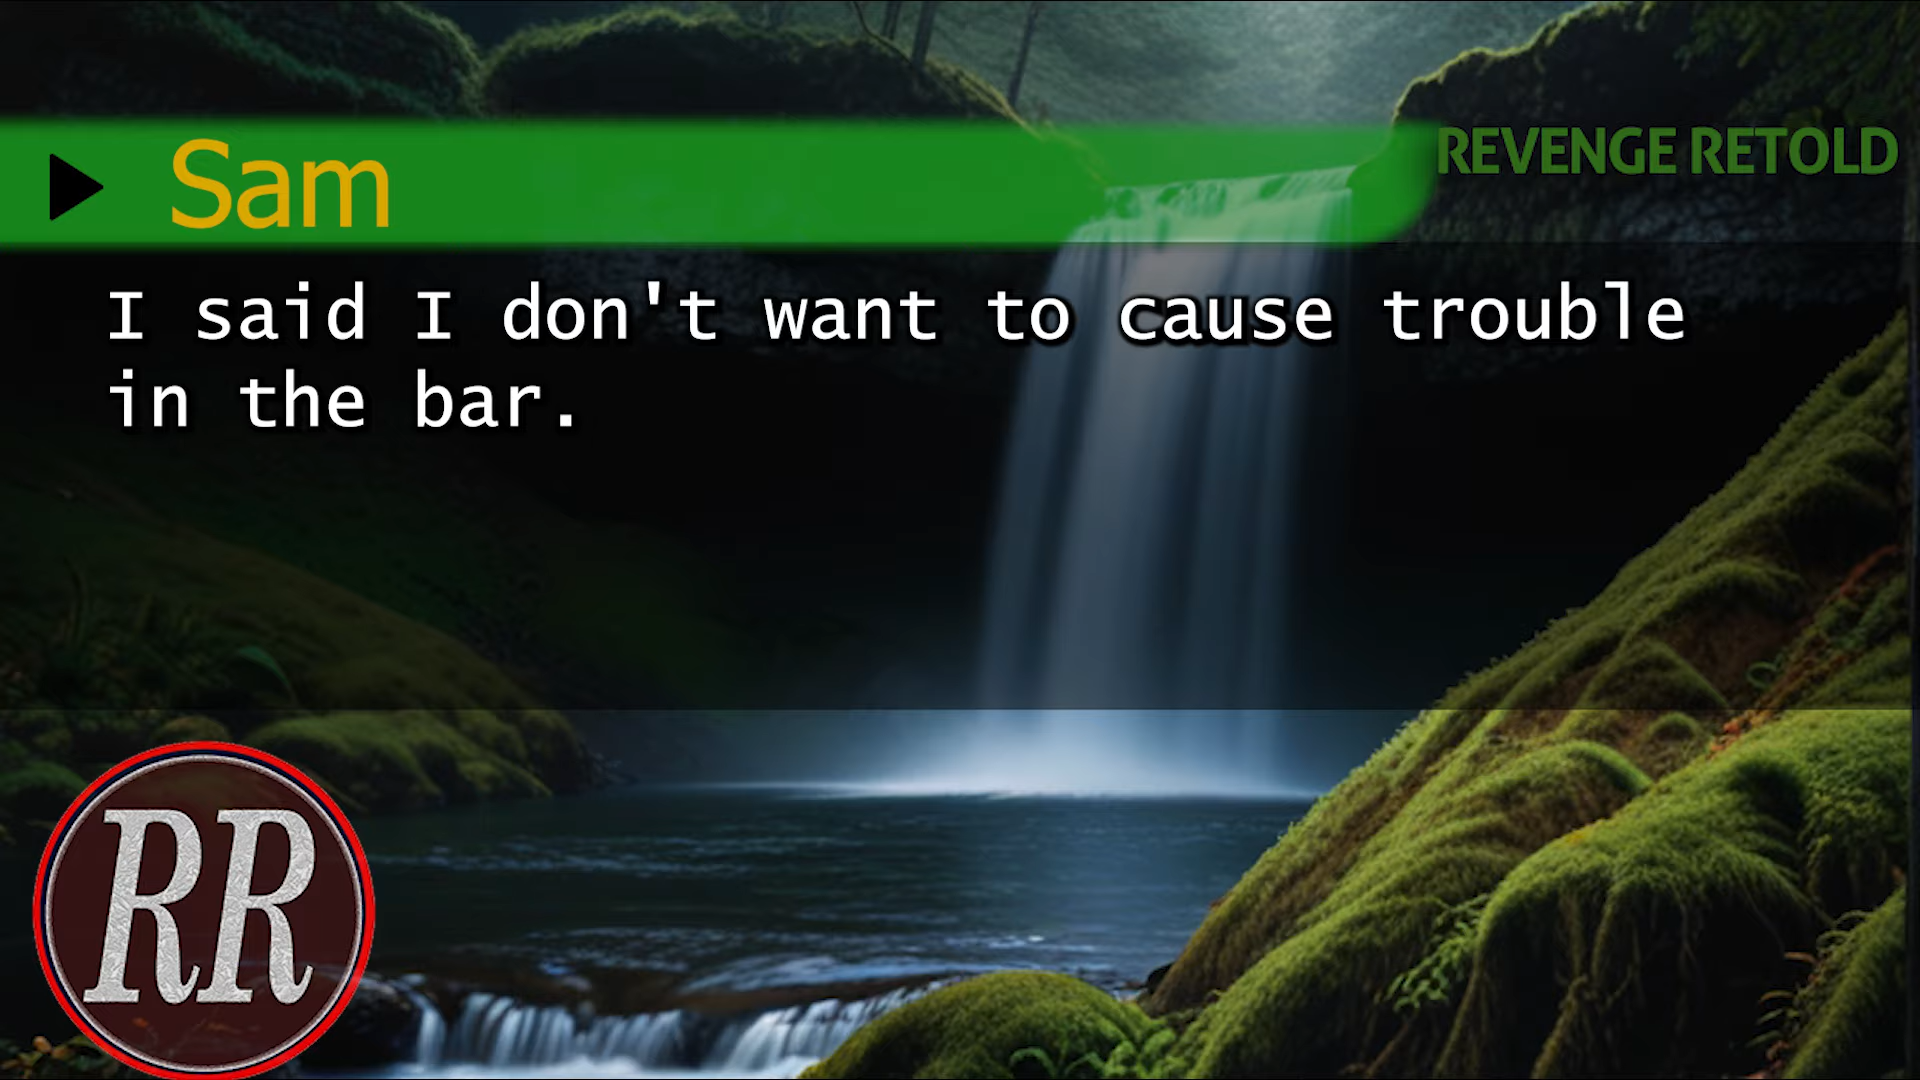 Sam
REVENGE RETOLD
I said I don't want to cause trouble
in the bar.
RR